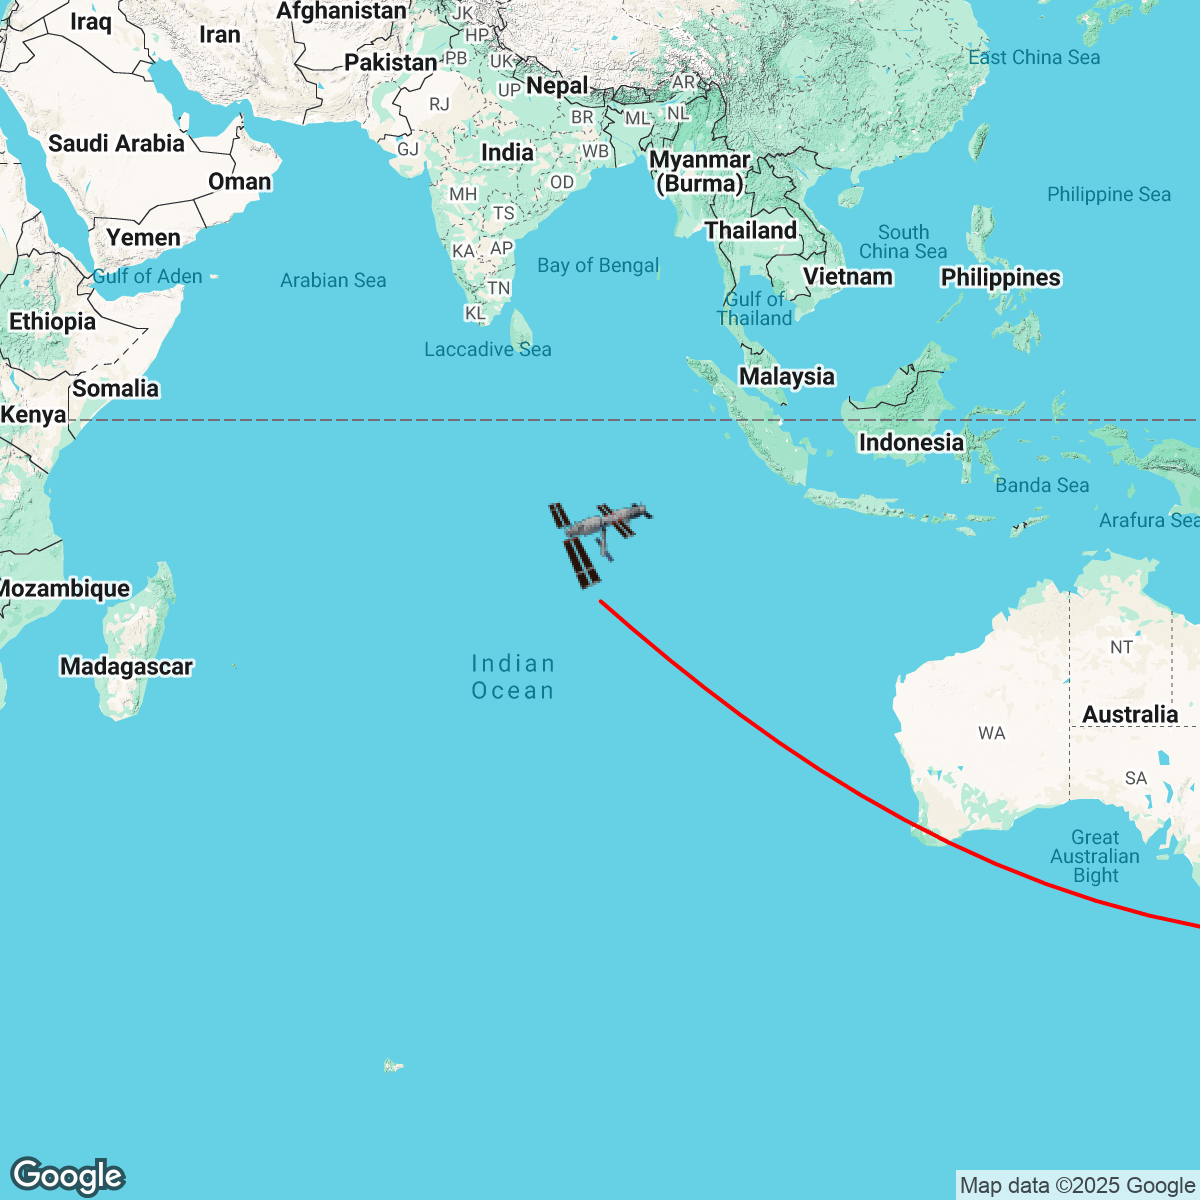 Afghanistan
JK
Iraq
Iran
HP
Pakistan
PB
UK
East China Sea
Nepal
AR
UP
RJ
BR
ML
NL
Saudi Arabia
GJ
India
WB
Myanmar
(Burma)
Oman
MH
OD
Philippine Sea
TS
Yemen
Thailand
South
China Sea
KA
AP
Bay of Bengal
Gulf of Aden
Arabian Sea
Vietnam
Philippines
TN
Gulf of
Thailand
KL
Ethiopia
Laccadive Sea
Malaysia
Somalia
Kenya
Indonesia
Banda Sea
Arafura Sea
Mozambique
NT
Indian
Ocean
Madagascar
Australia
WA
SA
Great
Australian
Bight
Google
Map data ©2025 Google